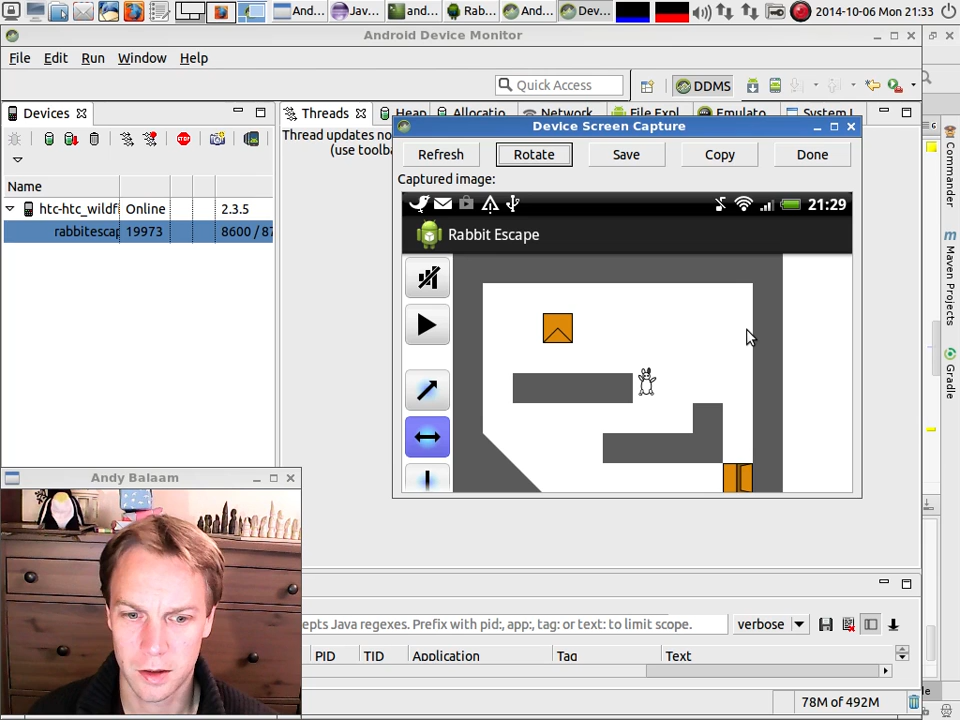 And...
Jav...
and...
Rab...
And...
Dev...
2014-10-06 Mon 21:33
Android Device Monitor
File Edit Run Window Help
Quick Access
DDMS
Devices
Threads
Heap
Allocatio
Network
File Expl
Emulato
System I
Thread updates no
(use toolba
Name
htc-htc_wildf Online 2.3.5
rabbitescap 19973 8600 / 87
Device Screen Capture
Refresh Rotate Save Copy Done
Captured image:
21:29
Rabbit Escape
Commander
Maven Projects
Gradle
Andy Balaam
STOP
epts Java regexes. Prefix with pid:, app:, tag: or text: to limit scope.
verbose
PID TID Application Tag Text
78M of 492M